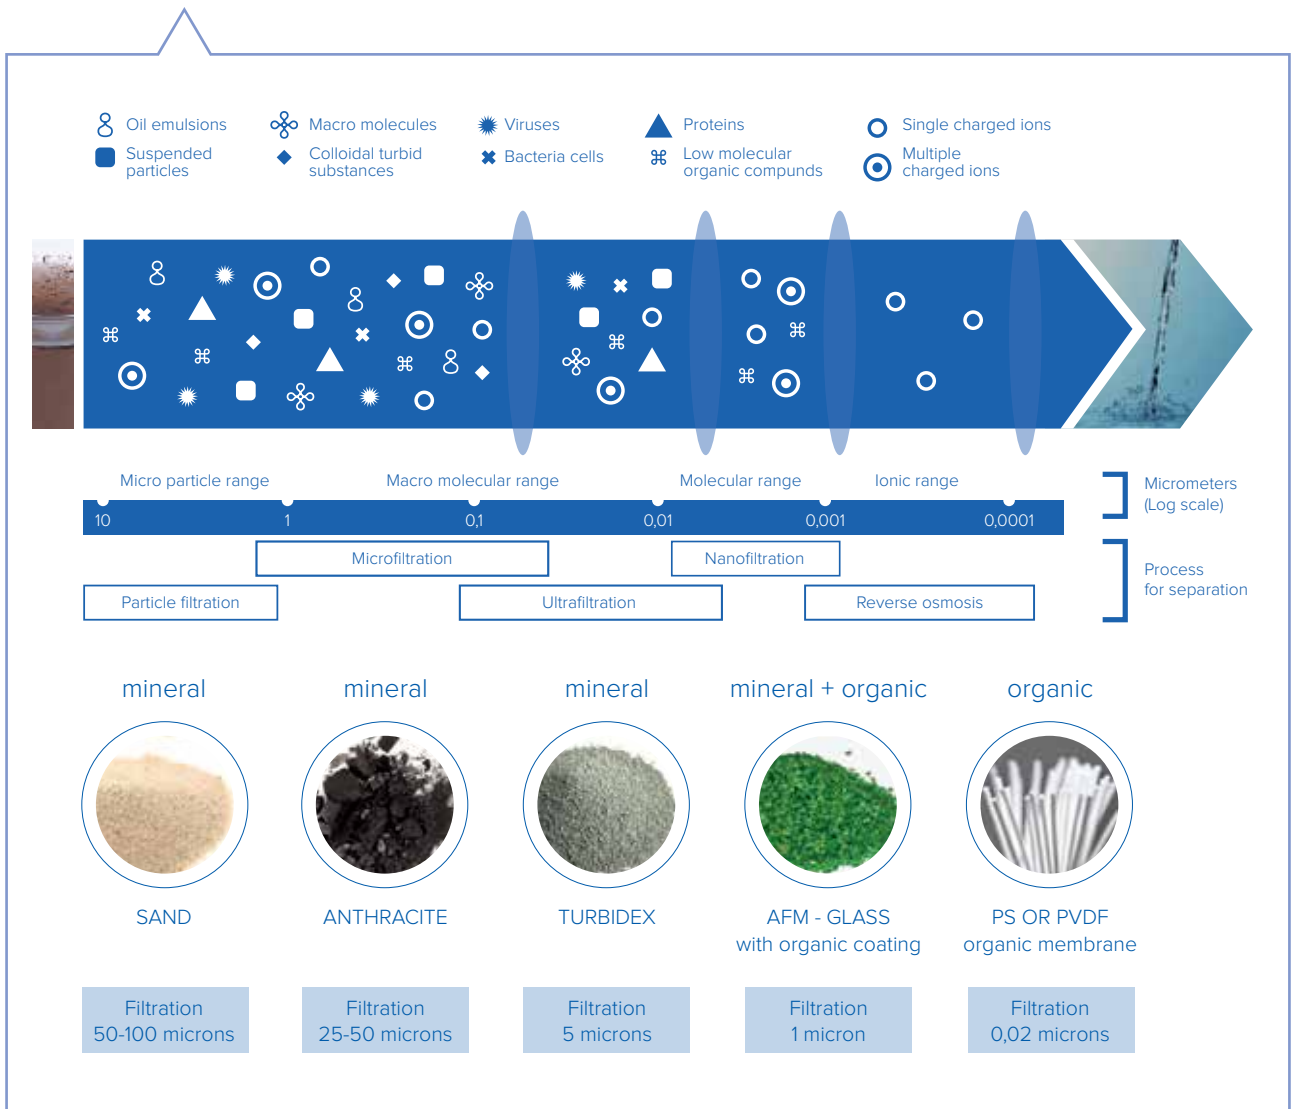 Oil emulsions
Macro molecules
Viruses
Proteins
Single charged ions
Suspended
particles
Colloidal turbid
substances
Bacteria cells
Low molecular
organic compunds
Multiple
charged ions
Micro particle range
Macro molecular range
Molecular range
Ionic range
Micrometers
(Log scale)
10
1
0,1
0,01
0,001
0,0001
Microfiltration
Nanofiltration
Process
for separation
Particle filtration
Ultrafiltration
Reverse osmosis
mineral
mineral
mineral
mineral + organic
organic
SAND
ANTHRACITE
TURBIDEX
AFM - GLASS
with organic coating
PS OR PVDF
organic membrane
Filtration
50-100 microns
Filtration
25-50 microns
Filtration
5 microns
Filtration
1 micron
Filtration
0,02 microns